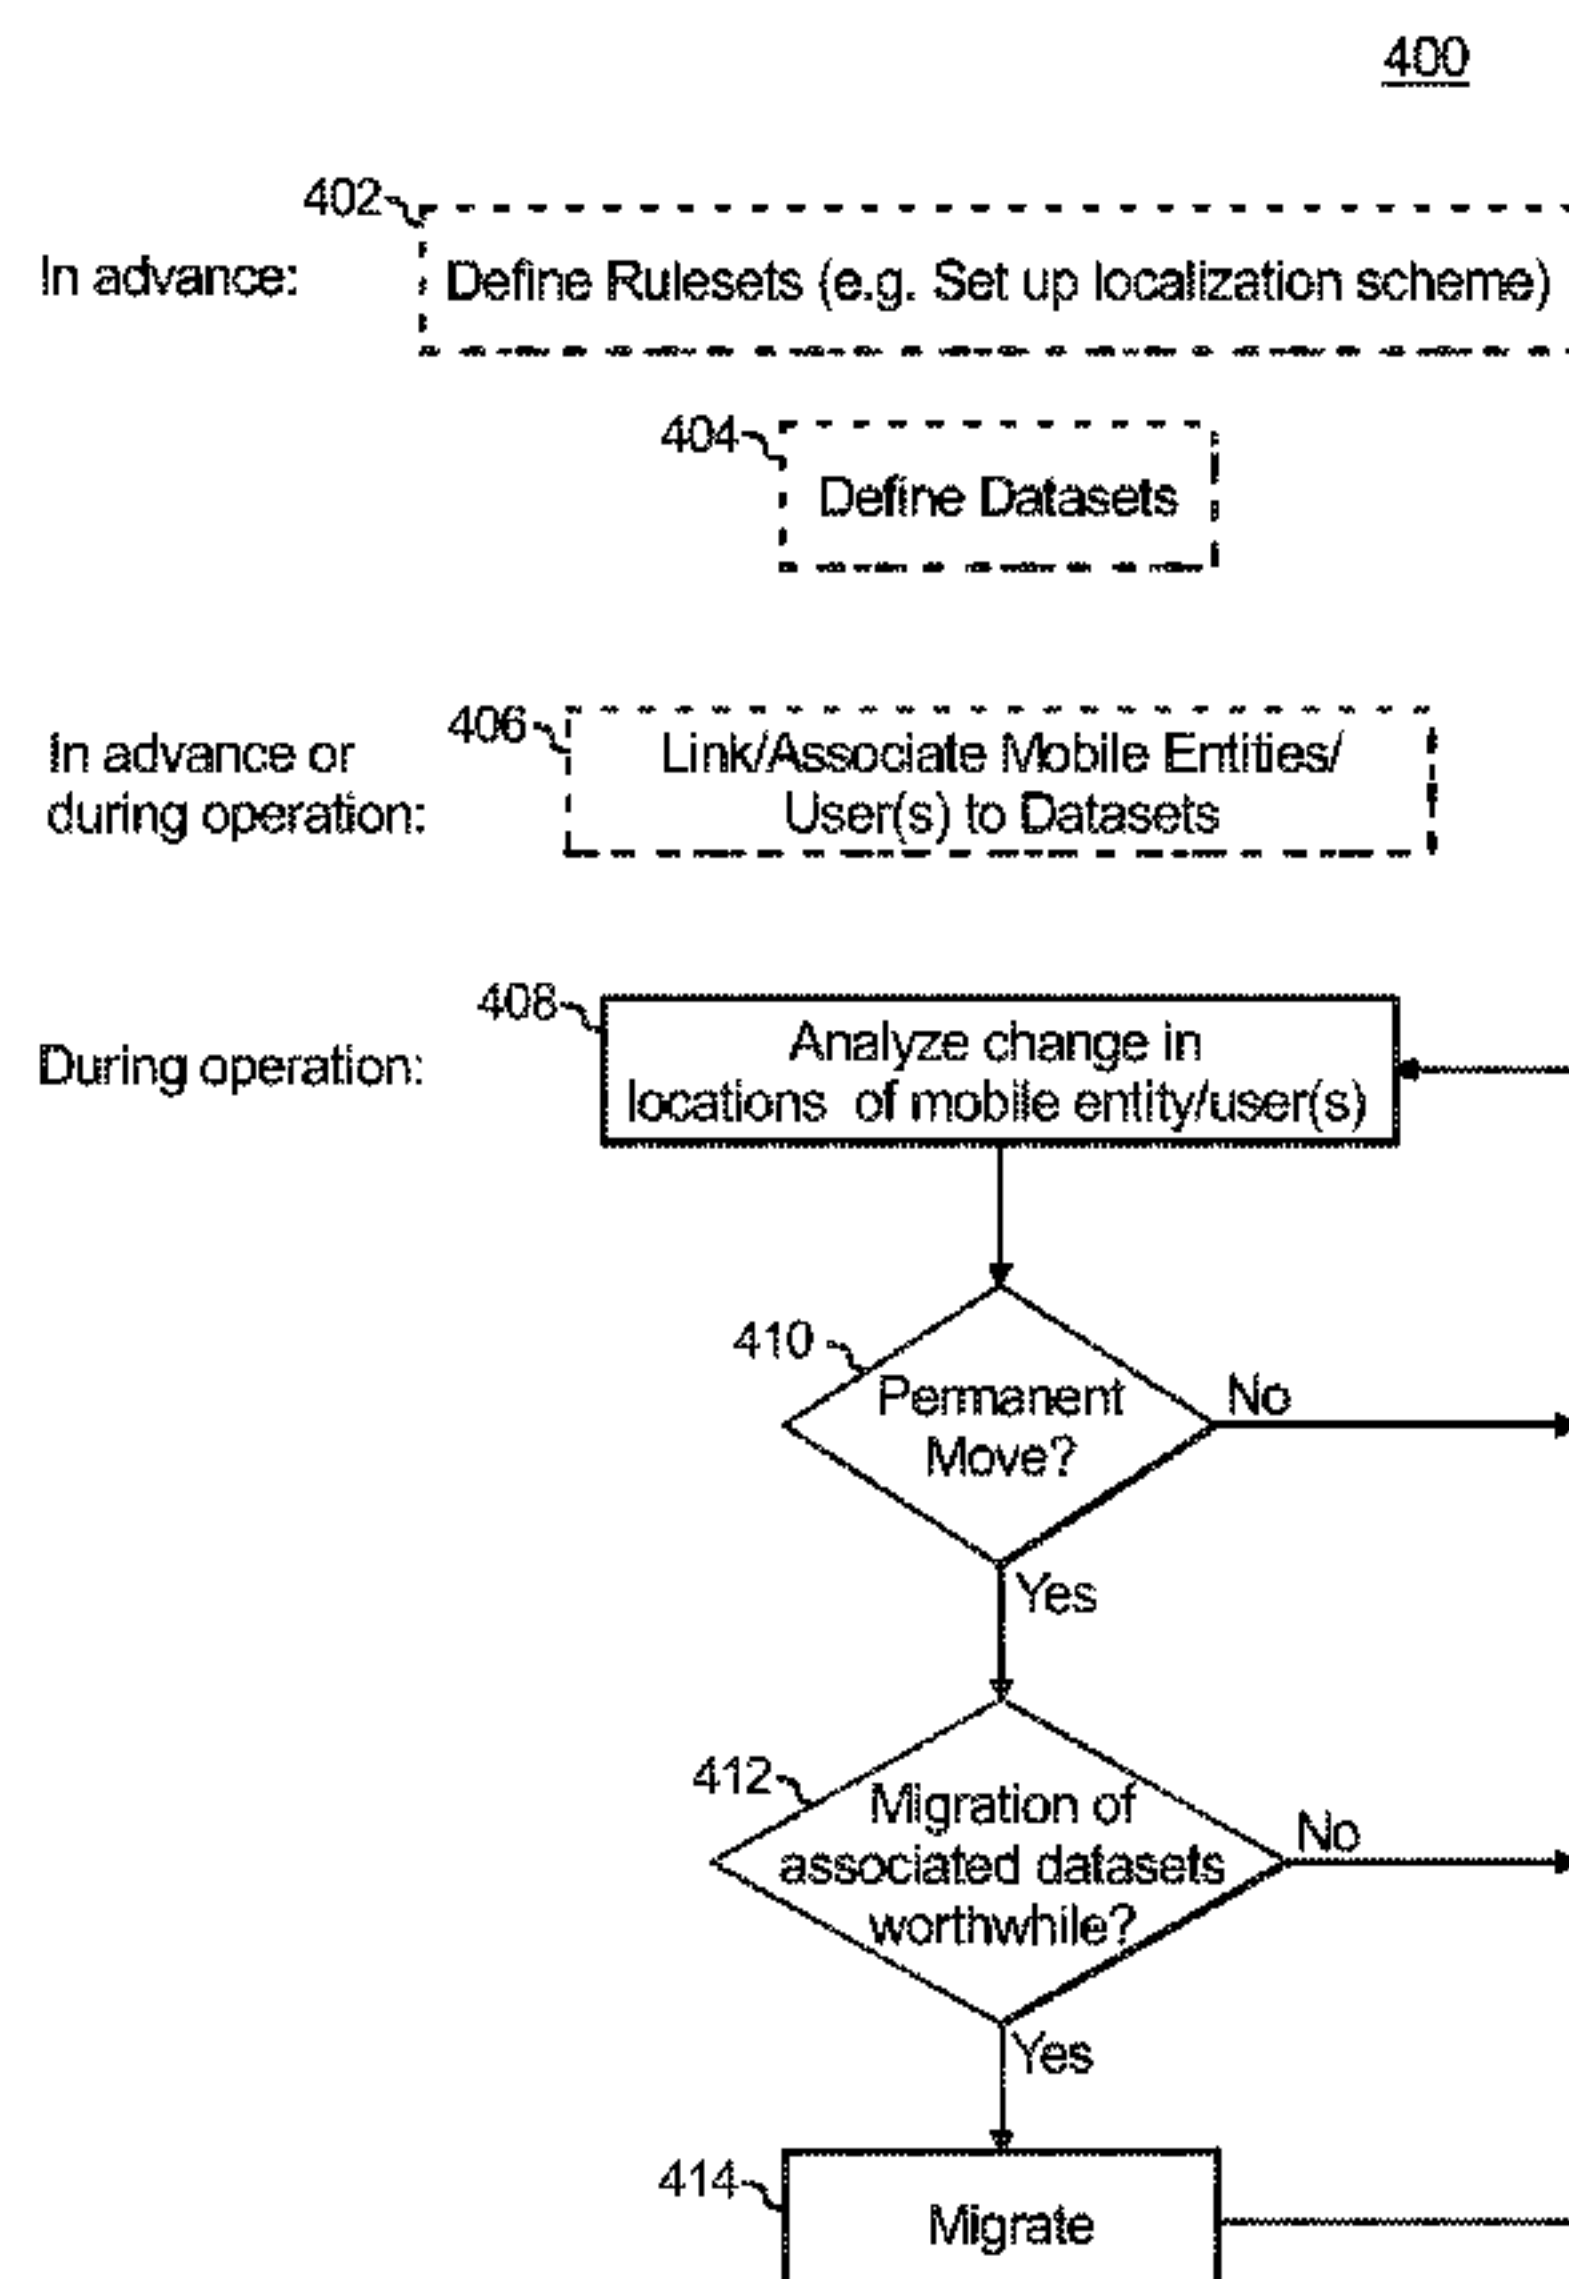 400
402
In advance:
Define Rulesets (e.g. Set up localization scheme)
404
Define Datasets
406
In advance or
during operation:
Link/Associate Mobile Entities/
User(s) to Datasets
408
During operation:
Analyze change in
locations of mobile entity/user(s)
410
Permanent
Move?
No
Yes
412
Migration of
associated datasets
worthwhile?
No
Yes
414
Migrate